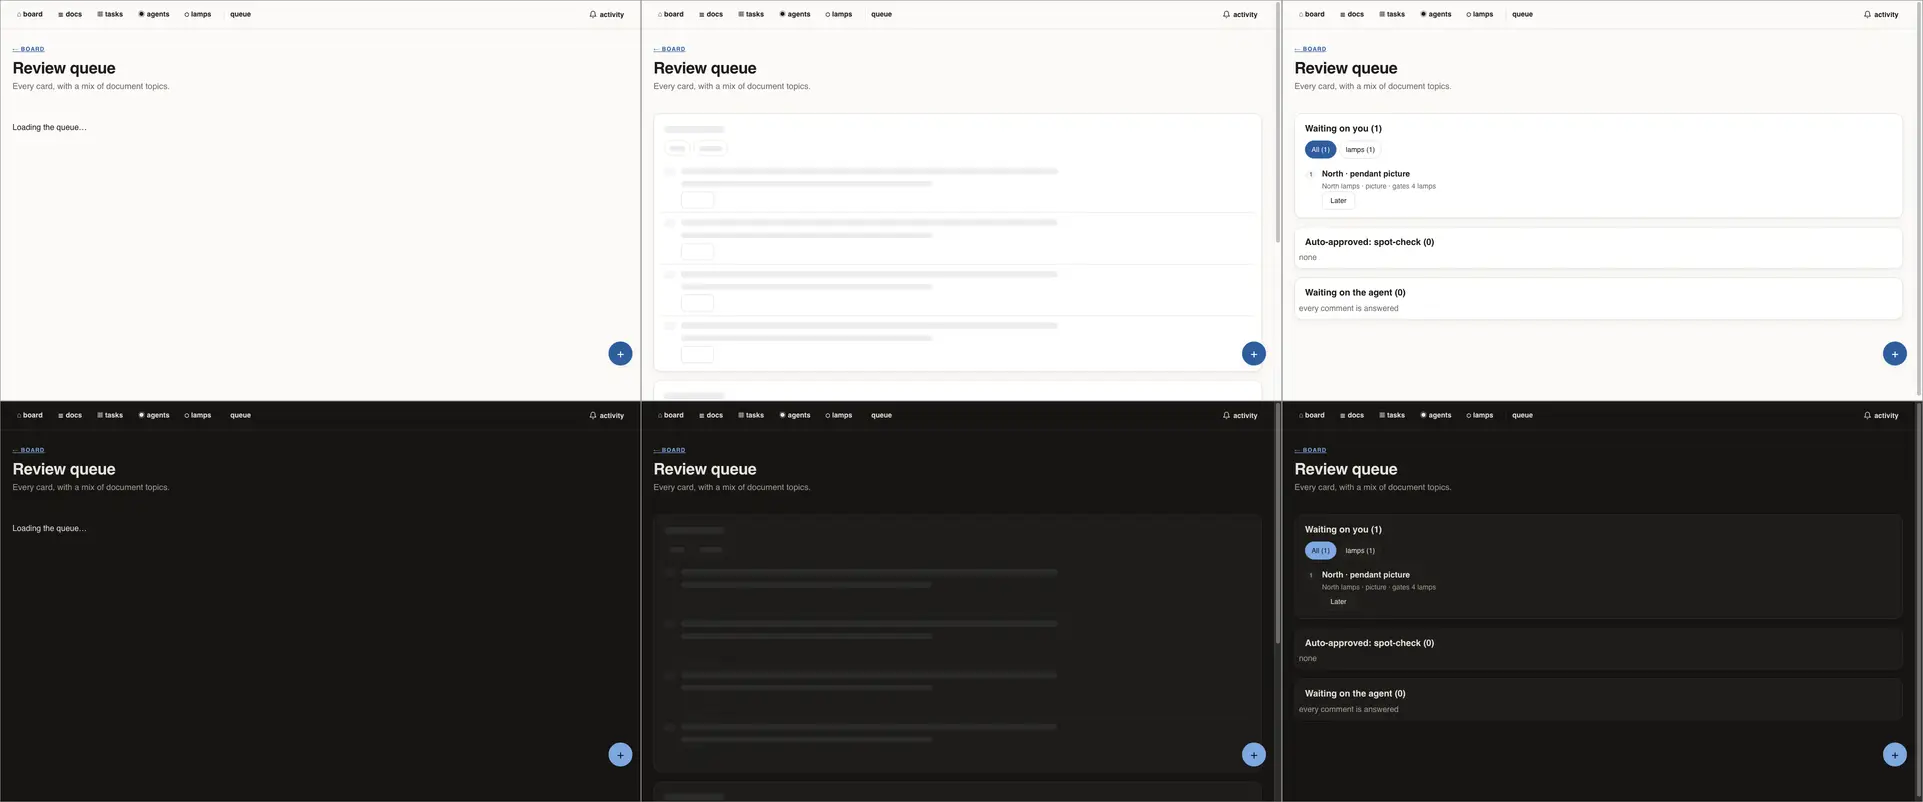 board docs tasks agents lamps queue activity
← BOARD
Review queue
Every card, with a mix of document topics.
Loading the queue…
+
board docs tasks agents lamps queue activity
← BOARD
Review queue
Every card, with a mix of document topics.
+
board docs tasks agents lamps queue activity
← BOARD
Review queue
Every card, with a mix of document topics.
Waiting on you (1)
All (1) lamps (1)
1 North · pendant picture
North lamps · picture · gates 4 lamps
Later
Auto-approved: spot-check (0)
none
Waiting on the agent (0)
every comment is answered
+
board docs tasks agents lamps queue activity
← BOARD
Review queue
Every card, with a mix of document topics.
Loading the queue…
+
board docs tasks agents lamps queue activity
← BOARD
Review queue
Every card, with a mix of document topics.
+
board docs tasks agents lamps queue activity
← BOARD
Review queue
Every card, with a mix of document topics.
Waiting on you (1)
All (1) lamps (1)
1 North · pendant picture
North lamps · picture · gates 4 lamps
Later
Auto-approved: spot-check (0)
none
Waiting on the agent (0)
every comment is answered
+